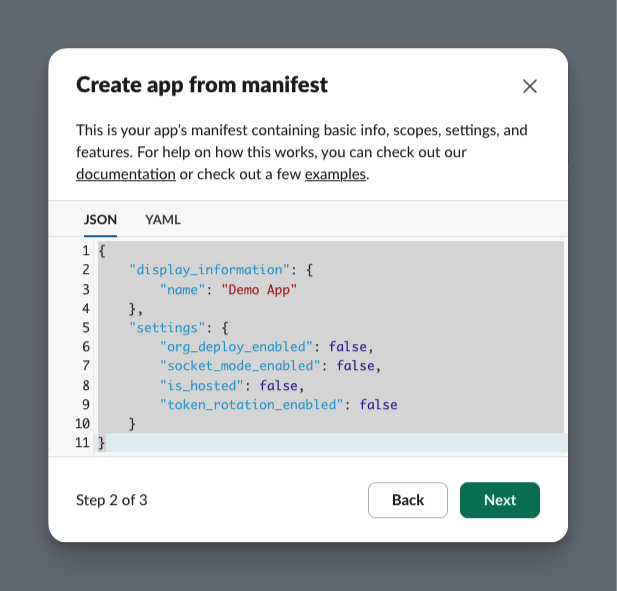 Create app from manifest
This is your app’s manifest containing basic info, scopes, settings, and
features. For help on how this works, you can check out our
documentation or check out a few examples.
JSON YAML
1 {
2     "display_information": {
3         "name": "Demo App"
4     },
5     "settings": {
6         "org_deploy_enabled": false,
7         "socket_mode_enabled": false,
8         "is_hosted": false,
9         "token_rotation_enabled": false
10     }
11 }
Step 2 of 3
Back
Next